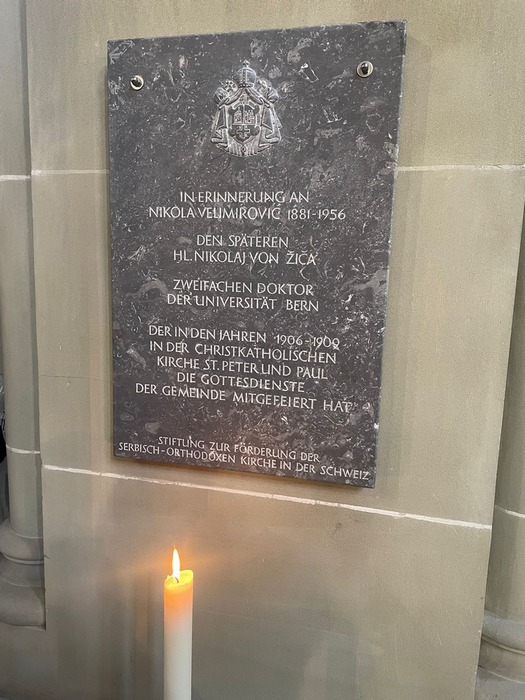 IN ERINNERUNG AN
NIKOLA VELIMIROVIĆ 1881-1956
DEN SPÄTEREN
HL. NIKOLAJ VON ŽIČA
ZWEIFACHEN DOKTOR
DER UNIVERSITÄT BERN
DER IN DEN JAHREN 1906-1909
IN DER CHRISTKATHOLISCHEN
KIRCHE ST. PETER UND PAUL
DIE GOTTESDIENSTE
DER GEMEINDE MITGEFEIERT HAT
STIFTUNG ZUR FÖRDERUNG DER
SERBISCH-ORTHODOXEN KIRCHE IN DER SCHWEIZ